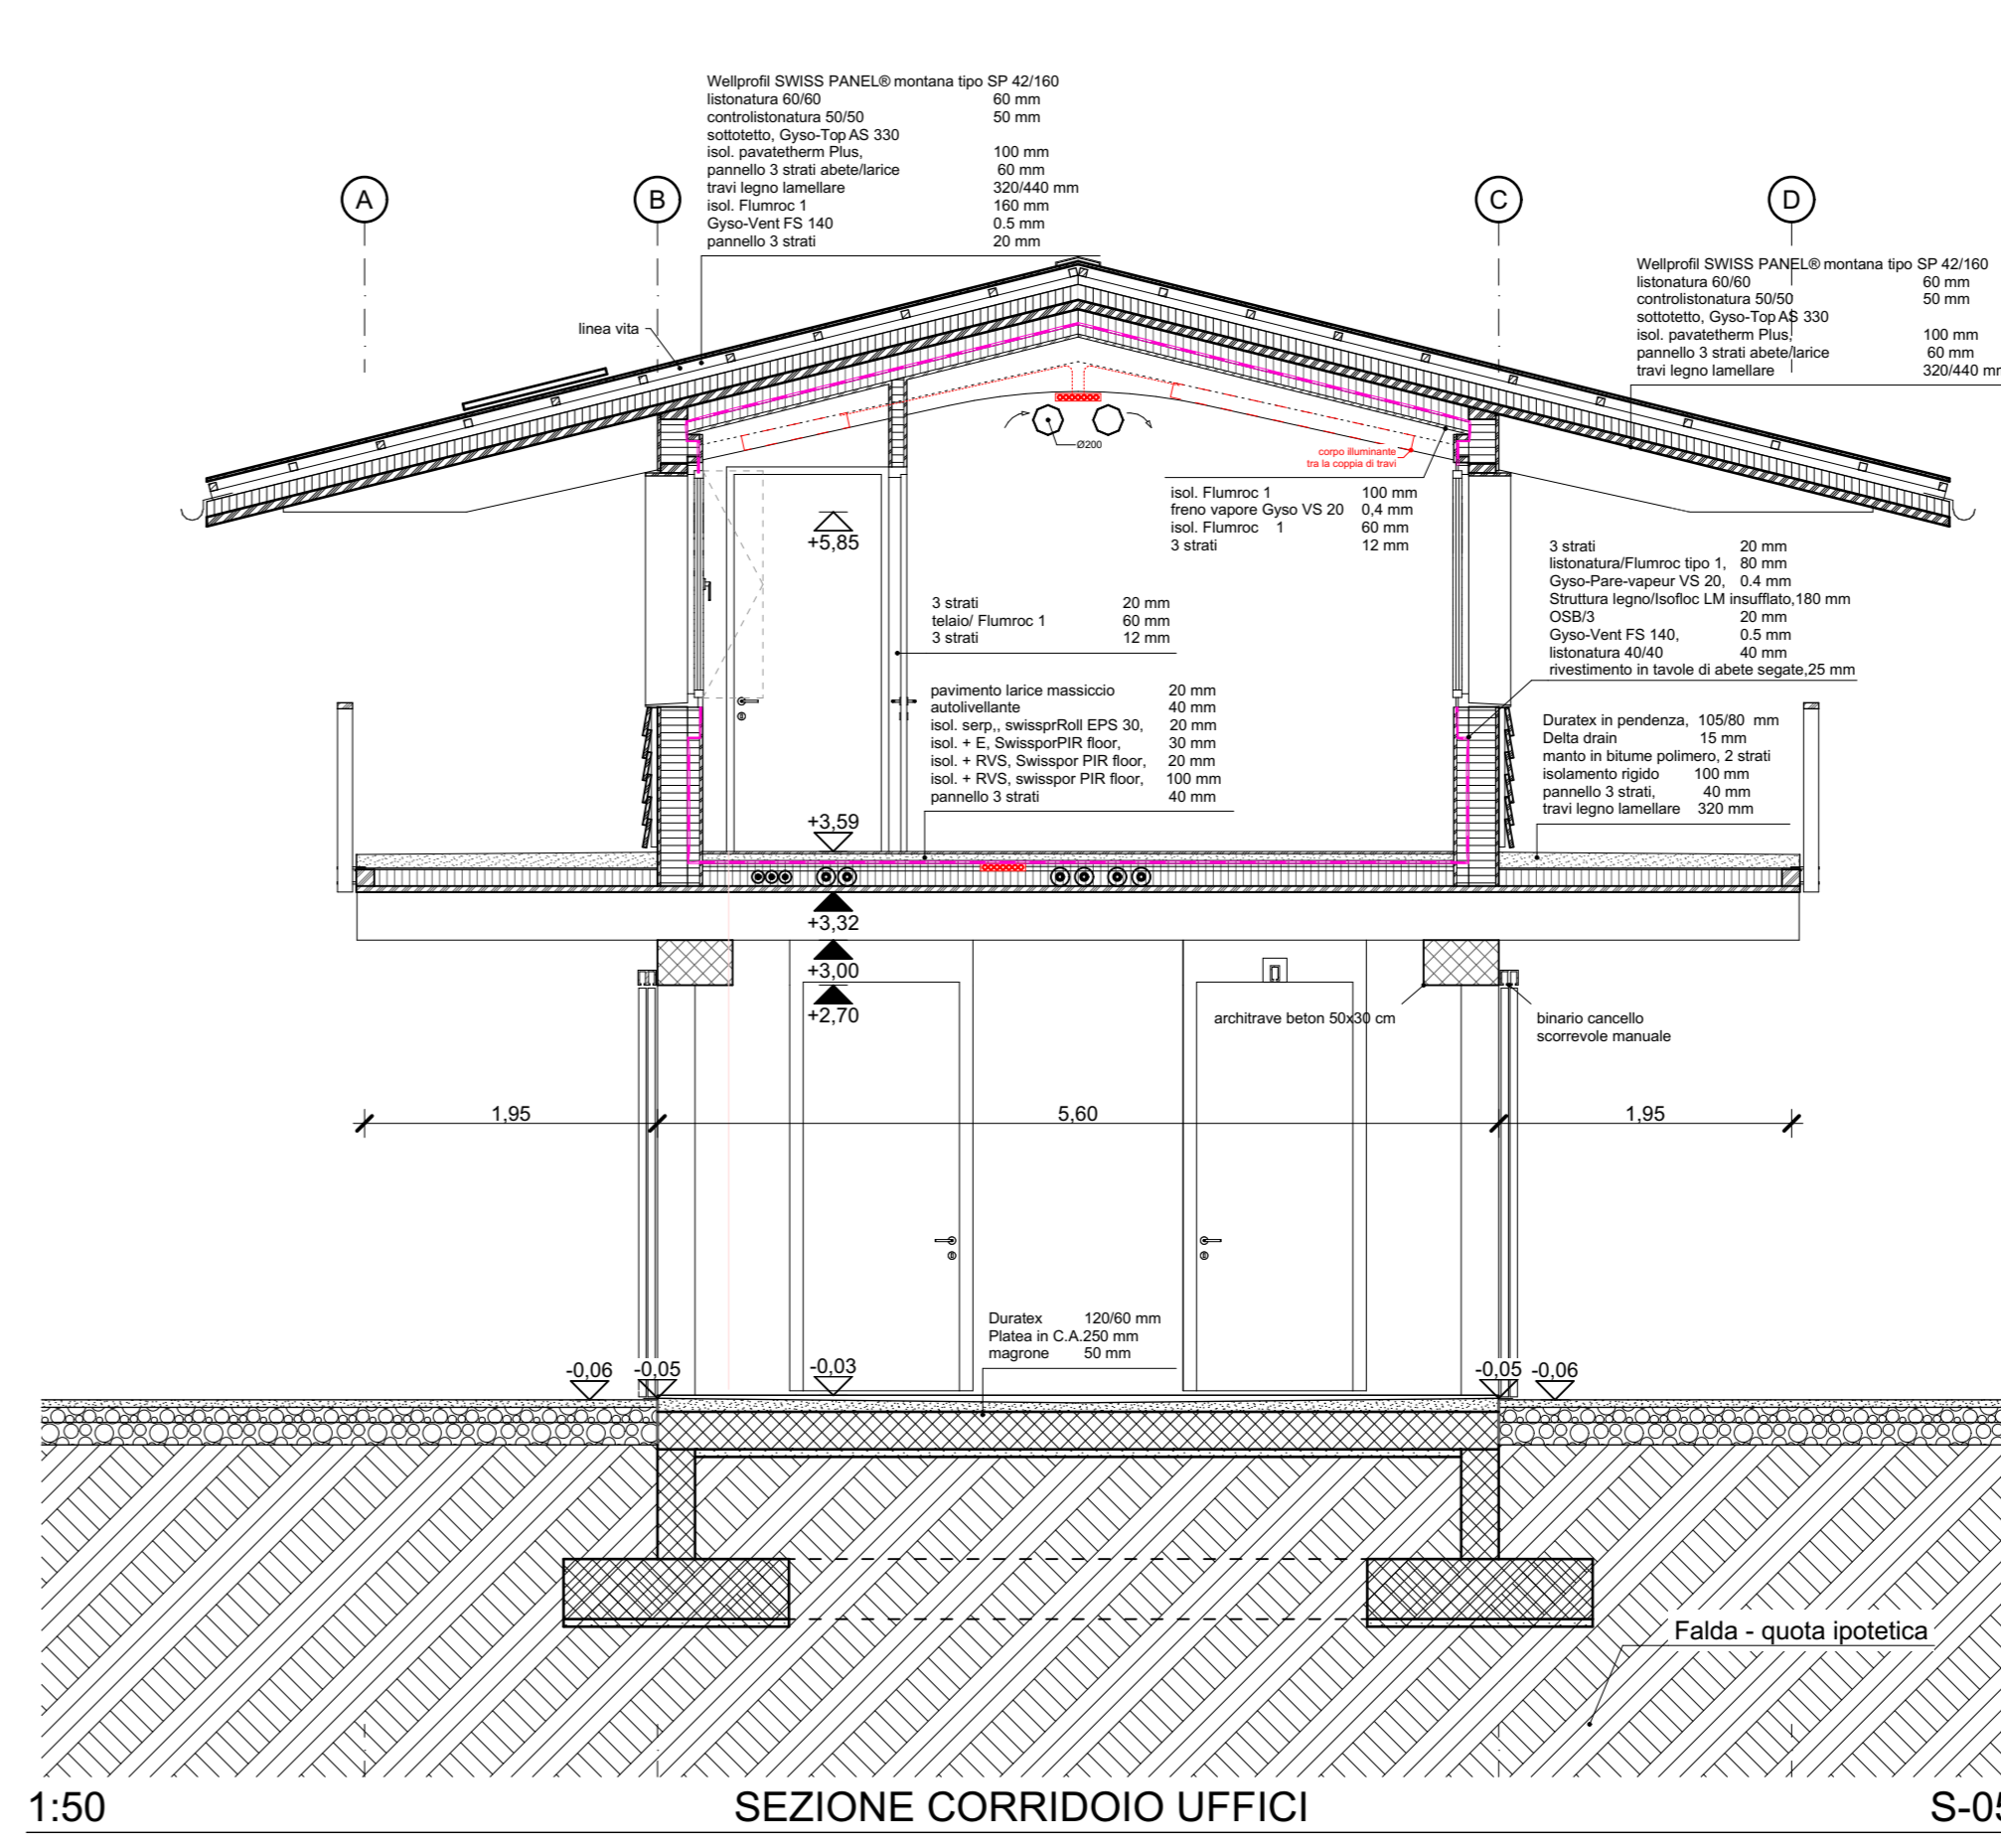 Wellprofil SWISS PANEL® montana tipo SP 42/160
listonatura 60/60 60 mm
controlistonatura 50/50 50 mm
sottotetto, Gyso-Top AS 330
isol. pavatetherm Plus, 100 mm
pannello 3 strati abete/larice 60 mm
travi legno lamellare 320/440 mm
isol. Flumroc 1 160 mm
Gyso-Vent FS 140 0.5 mm
pannello 3 strati 20 mm
A
B
C
D
Wellprofil SWISS PANEL® montana tipo SP 42/160
listonatura 60/60 60 mm
controlistonatura 50/50 50 mm
sottotetto, Gyso-Top AS 330
isol. pavatetherm Plus, 100 mm
pannello 3 strati abete/larice 60 mm
travi legno lamellare 320/440 mm
linea vita
Ø200
corpo illuminante
tra la coppia di travi
isol. Flumroc 1 100 mm
freno vapore Gyso VS 20 0,4 mm
isol. Flumroc 1 60 mm
3 strati 12 mm
+5,85
3 strati 20 mm
listonatura/Flumroc tipo 1, 80 mm
Gyso-Pare-vapeur VS 20, 0.4 mm
Struttura legno/Isofloc LM insufflato,180 mm
OSB/3 20 mm
Gyso-Vent FS 140, 0.5 mm
listonatura 40/40 40 mm
rivestimento in tavole di abete segate,25 mm
3 strati 20 mm
telaio/ Flumroc 1 60 mm
3 strati 12 mm
pavimento larice massiccio 20 mm
autolivellante 40 mm
isol. serp,, swissprRoll EPS 30, 20 mm
isol. + E, SwissporPIR floor, 30 mm
isol. + RVS, Swisspor PIR floor, 20 mm
isol. + RVS, swisspor PIR floor, 100 mm
pannello 3 strati 40 mm
Duratex in pendenza, 105/80 mm
Delta drain 15 mm
manto in bitume polimero, 2 strati
isolamento rigido 100 mm
pannello 3 strati, 40 mm
travi legno lamellare 320 mm
+3,59
+3,32
+3,00
+2,70
architrave beton 50x30 cm
binario cancello
scorrevole manuale
1,95
5,60
1,95
Duratex 120/60 mm
Platea in C.A.250 mm
magrone 50 mm
-0,06
-0,05
-0,03
-0,05
-0,06
Falda - quota ipotetica
1:50
SEZIONE CORRIDOIO UFFICI
S-05